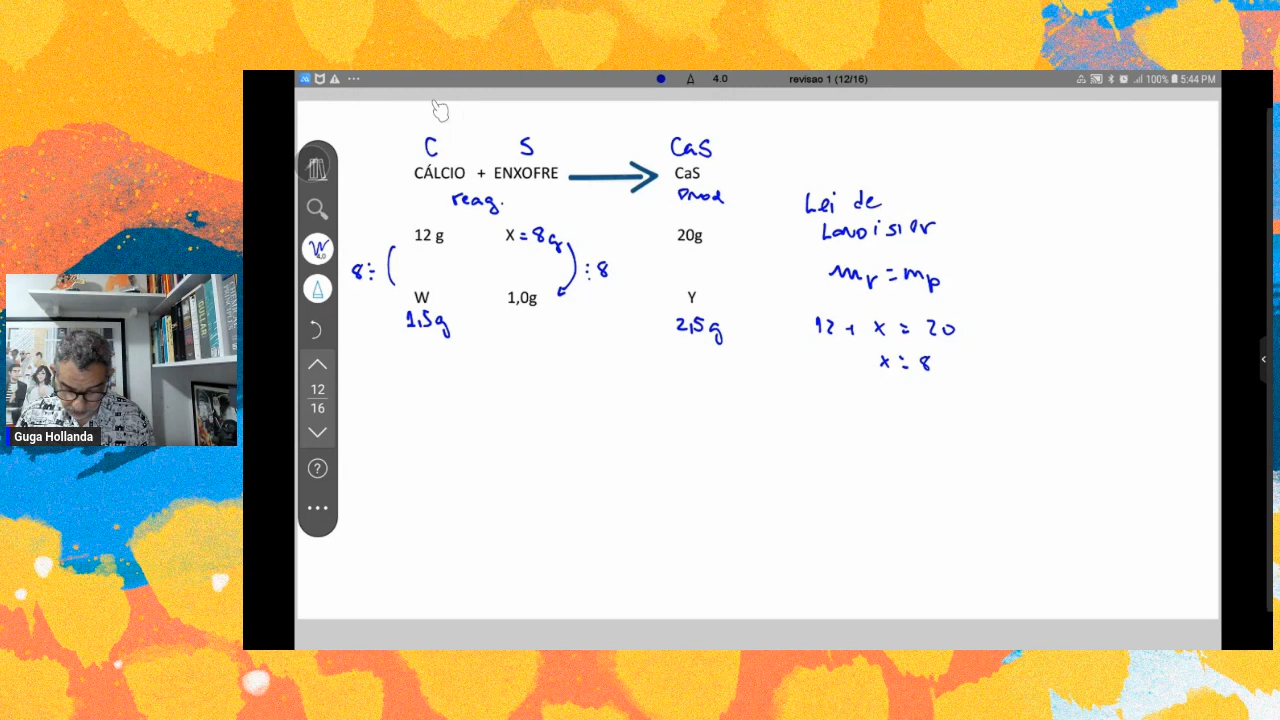 4.0 revisao 1 (12/16) 100% 5:44 PM
C S CaS
CÁLCIO + ENXOFRE CaS
reag. Prod
12 g X = 8g 20g
8÷ :8
W 1,0g Y
1,5g 2,5g
Lei de
Lavoisier
mr = mp
12 + x = 20
x = 8
4.0
12
16
?
Guga Hollanda